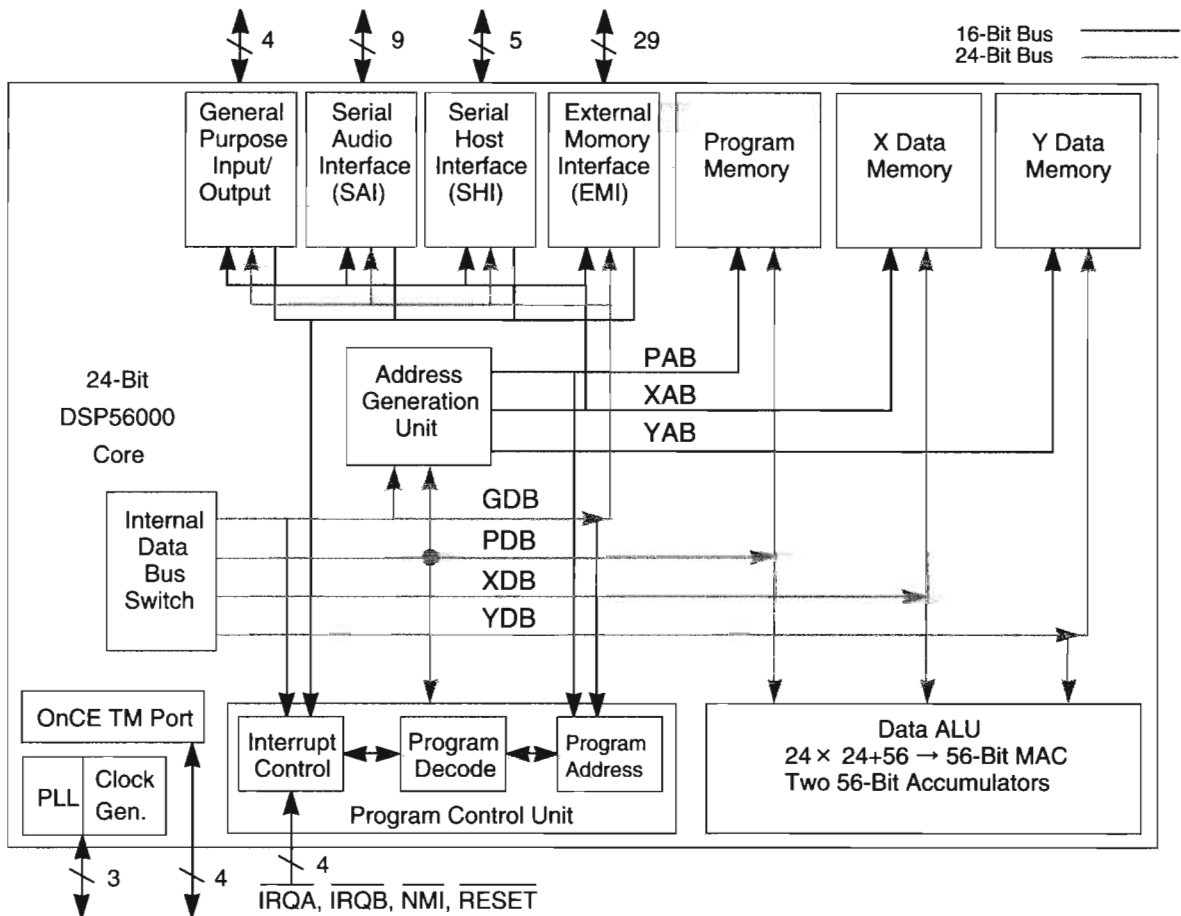 4
9
5
29
16-Bit Bus
24-Bit Bus
General
Purpose
Input/
Output
Serial
Audio
Interface
(SAI)
Serial
Host
Interface
(SHI)
External
Momory
Interface
(EMI)
Program
Memory
X Data
Memory
Y Data
Memory
24-Bit
DSP56000
Core
Address
Generation
Unit
PAB
XAB
YAB
Internal
Data
Bus
Switch
GDB
PDB
XDB
YDB
OnCE TM Port
PLL
Clock
Gen.
Interrupt
Control
Program
Decode
Program
Address
Program Control Unit
Data ALU
24 × 24+56 → 56-Bit MAC
Two 56-Bit Accumulators
3
4
4
IRQA, IRQB, NMI, RESET